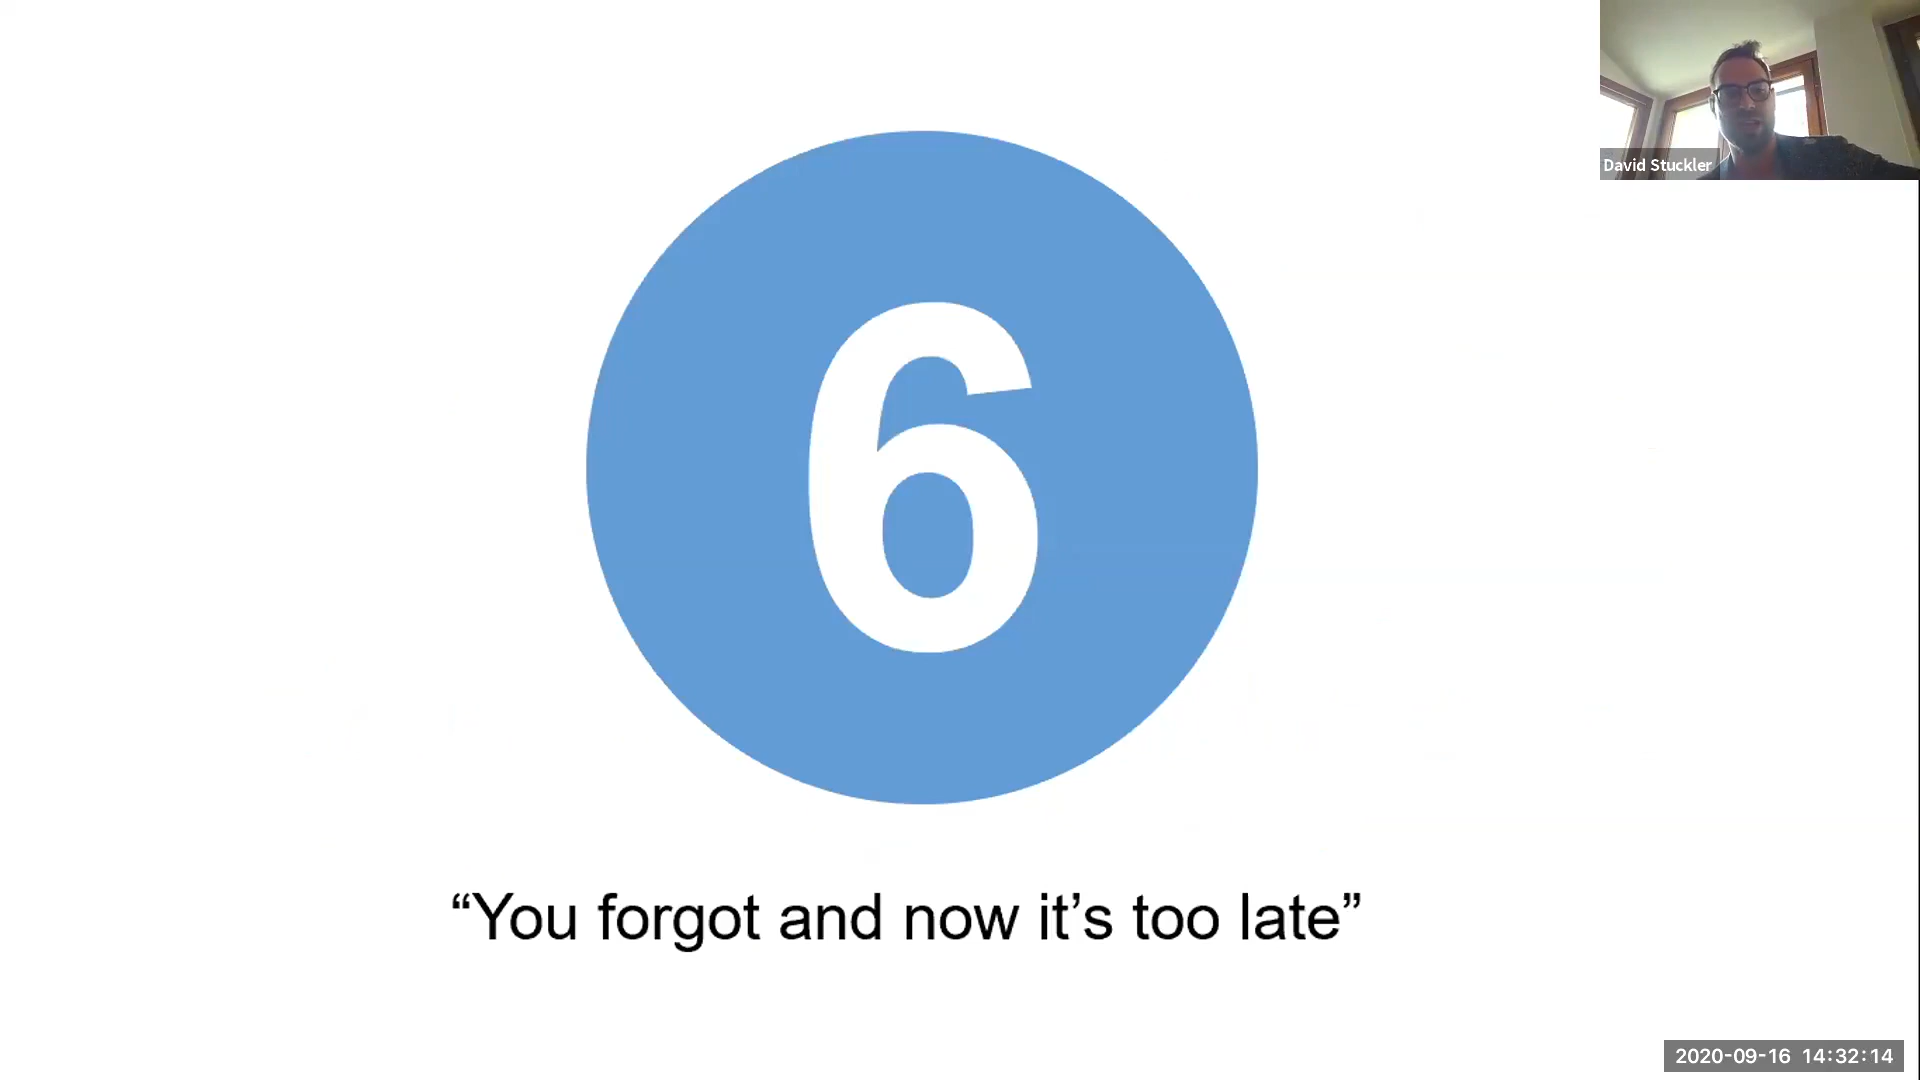 David Stuckler
6
“You forgot and now it’s too late”
2020-09-16 14:32:14